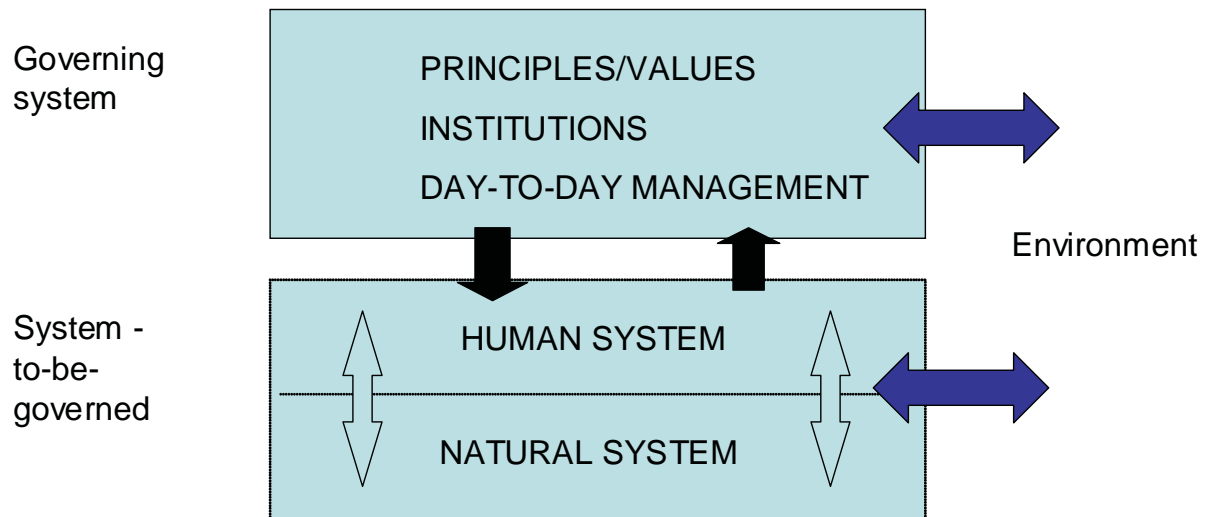 Governing
system
PRINCIPLES/VALUES
INSTITUTIONS
DAY-TO-DAY MANAGEMENT
Environment
System -
to-be-
governed
HUMAN SYSTEM
NATURAL SYSTEM